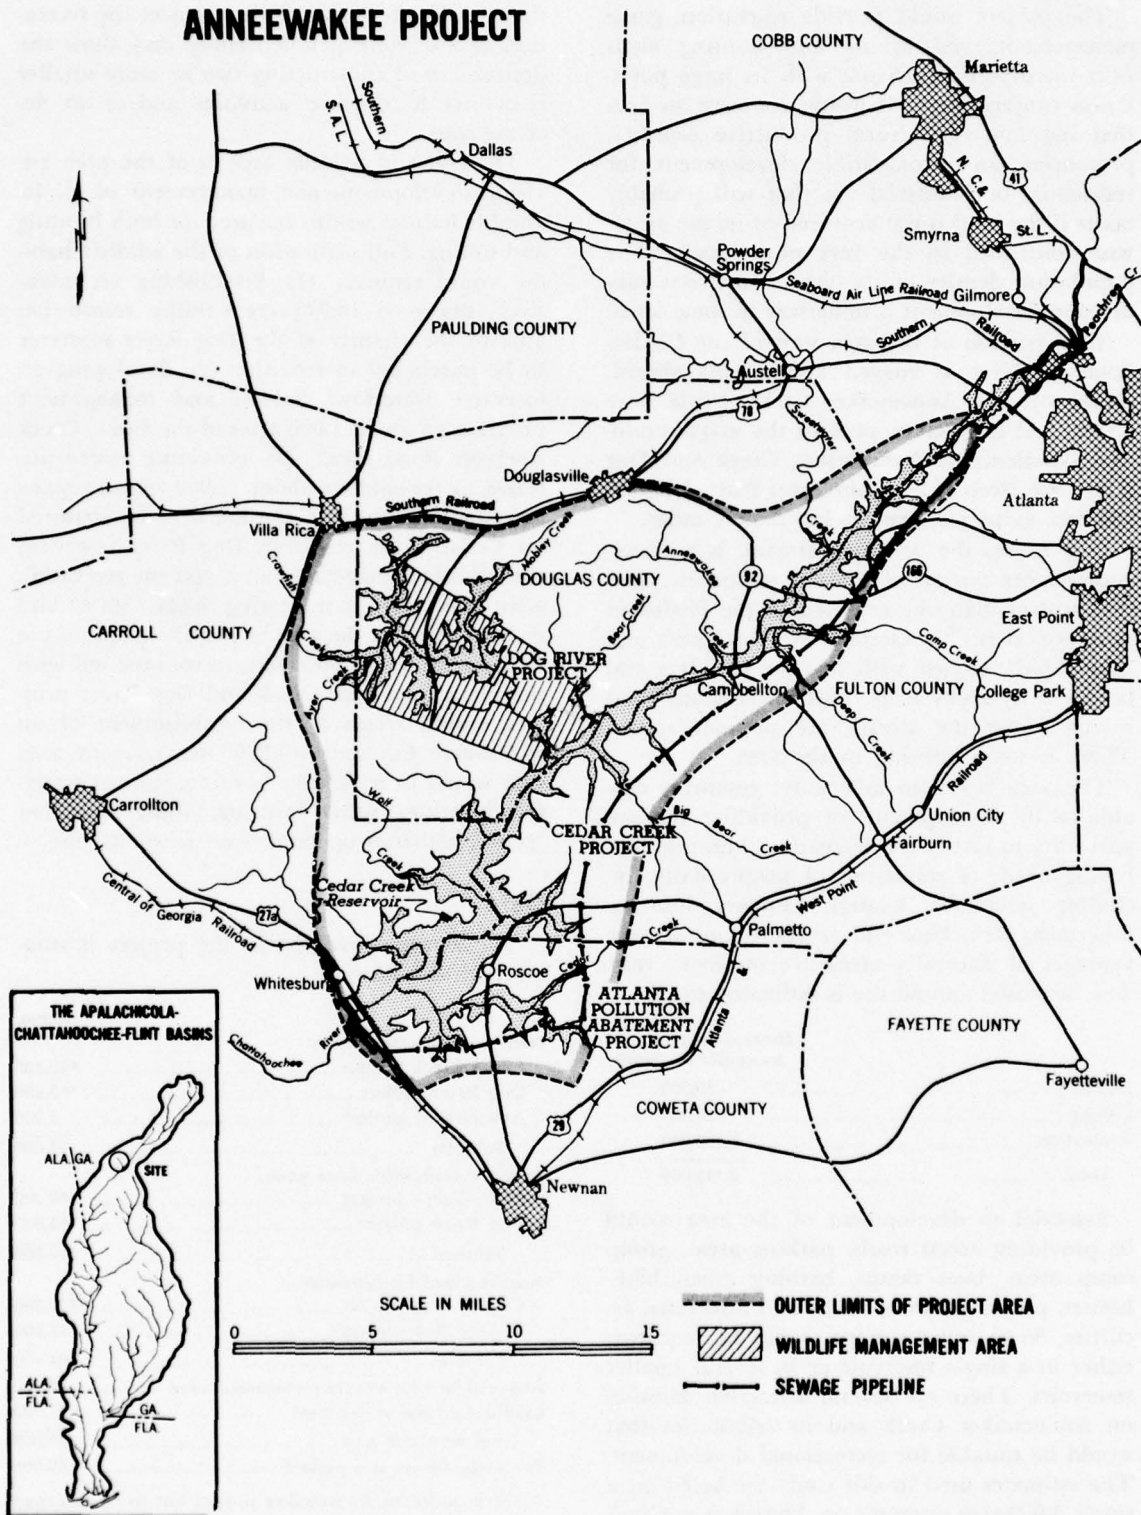 ANNEEWAKEE PROJECT
COBB COUNTY
Marietta
Southern
S. A. L.
Dallas
N. C. &
41
St. L.
Smyrna
Powder
Springs
Seaboard Air Line Railroad
Gilmore
Peachtree Cr.
PAULDING COUNTY
Southern
Railroad
Austell
78
Sweetwater
Creek
Douglasville
Southern Railroad
Villa Rica
Atlanta
Dog
River
Mobley Creek
Anneewakee
Creek
DOUGLAS COUNTY
92
166
Crawfish
Creek
Bear Creek
CARROLL COUNTY
East Point
Camp Creek
DOG RIVER
PROJECT
Campbellton
FULTON COUNTY
College Park
Deep
Creek
Railroad
Wolf
Creek
Carrollton
Union City
Big
Bear
Creek
CEDAR CREEK
PROJECT
Fairburn
Cedar Creek
Reservoir
West Point
Central of
Georgia
Railroad
27a
Creek
Palmetto
Cedar
Roscoe
Whitesburg
&
Atlanta
ATLANTA
POLLUTION
ABATEMENT
PROJECT
THE APALACHICOLA-
CHATTAHOOCHEE-FLINT BASINS
Chattahoochee
River
FAYETTE COUNTY
Fayetteville
COWETA COUNTY
29
ALA. GA.
SITE
Newnan
SCALE IN MILES
0 5 10 15
OUTER LIMITS OF PROJECT AREA
WILDLIFE MANAGEMENT AREA
SEWAGE PIPELINE
ALA.
FLA.
GA.
FLA.